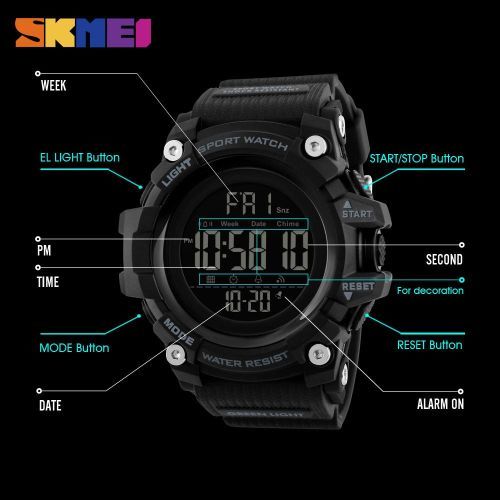 SKMEI
WEEK
SPORT WATCH
EL LIGHT Button
LIGHT
START/STOP Button
FRI Snz
START
Week Date Chime
PM
PM
10:58 10
SECOND
TIME
For decoration
RESET
10-20
MODE Button
MODE
RESET Button
WATER RESIST
DATE
ALARM ON